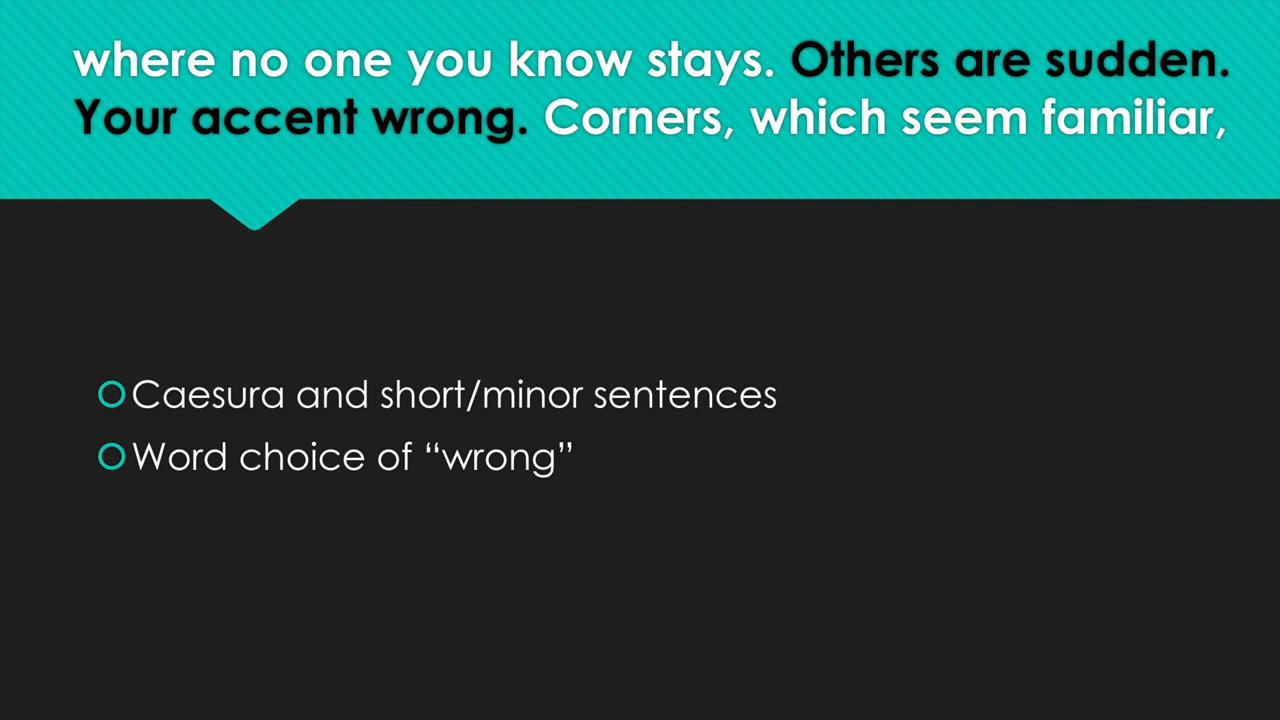 where no one you know stays. Others are sudden.
Your accent wrong. Corners, which seem familiar,
Caesura and short/minor sentences
Word choice of “wrong”